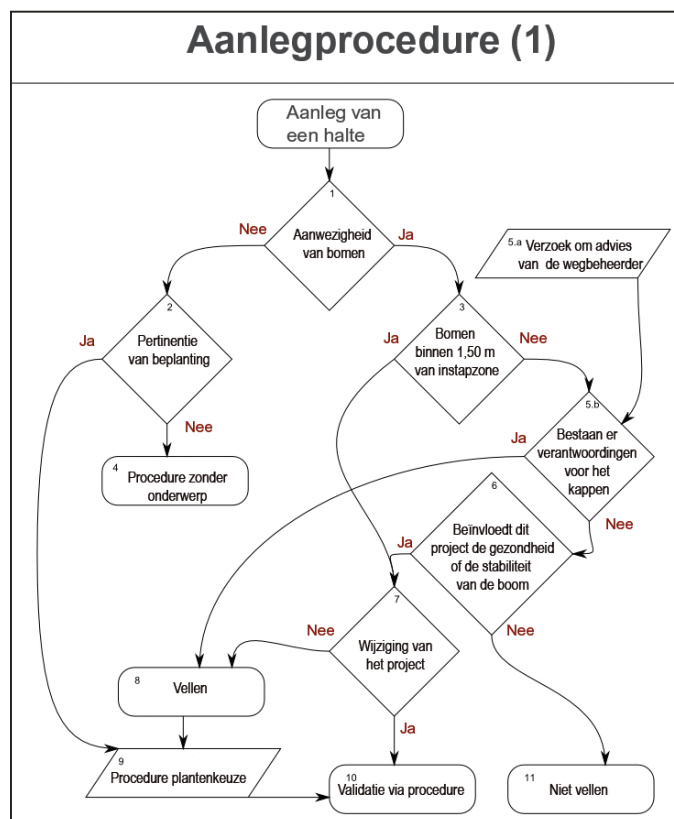 Aanlegprocedure (1)
Aanleg van
een halte
1
Aanwezigheid
van bomen
Nee
Ja
5.a Verzoek om advies
van de wegbeheerder
2
Pertinentie
van beplanting
Ja
Nee
3
Bomen
binnen 1,50 m
van instapzone
Ja
Nee
4 Procedure zonder
onderwerp
5.b
Bestaan er
verantwoordingen
voor het
kappen
Ja
Nee
6
Beïnvloedt dit
project de gezondheid
of de stabiliteit
van de boom
Ja
Nee
7
Wijziging van
het project
Nee
Ja
8 Vellen
9
Procedure plantenkeuze
10
Validatie via procedure
11
Niet vellen